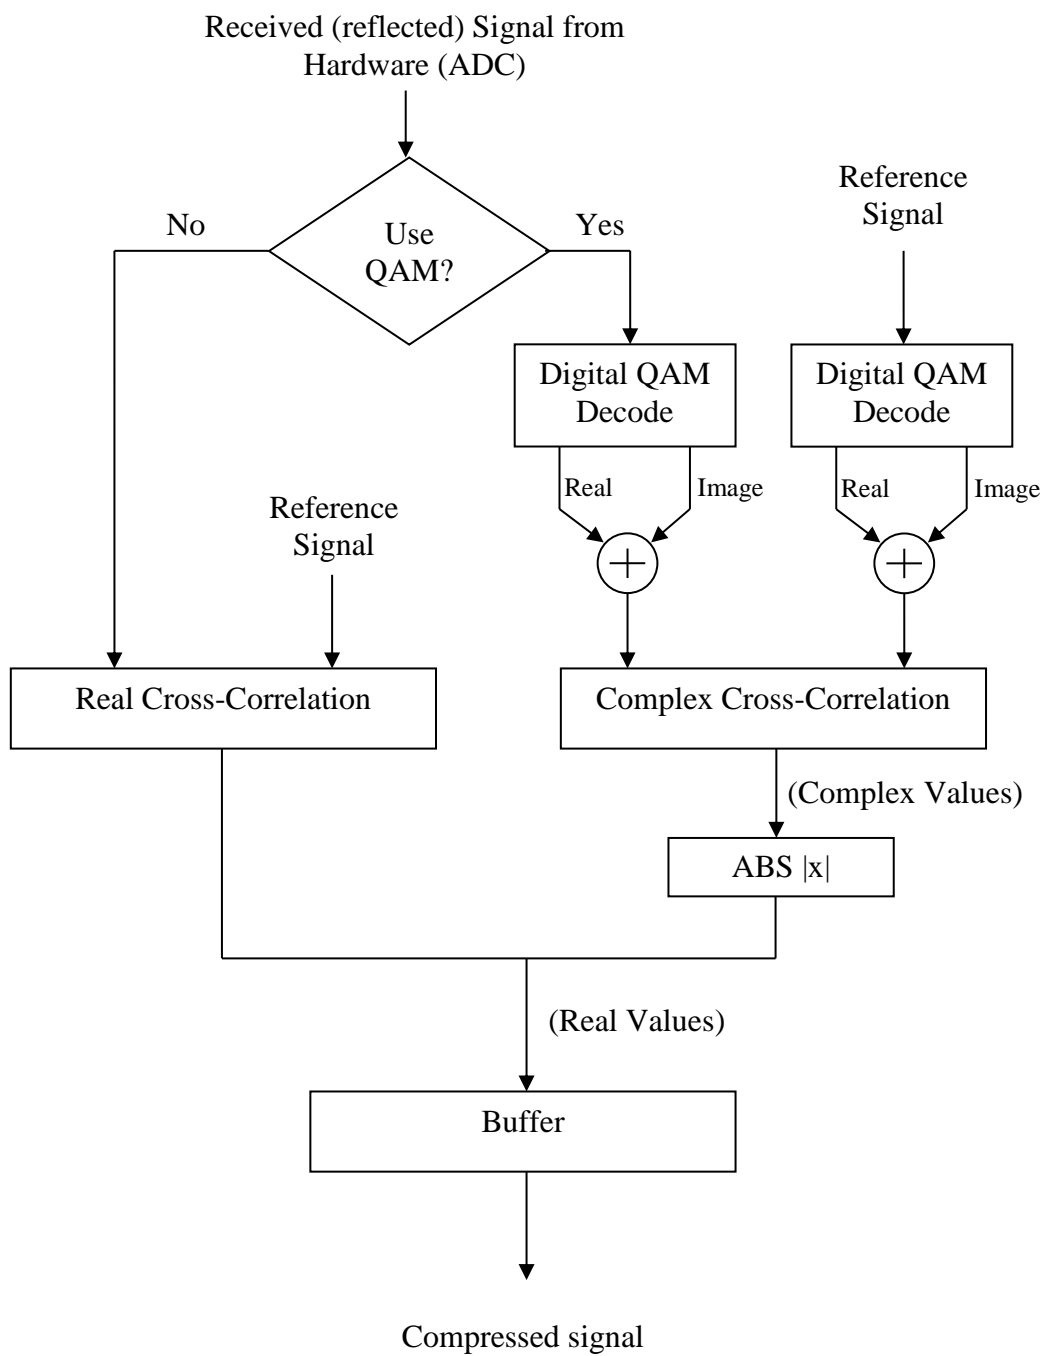 Received (reflected) Signal from
Hardware (ADC)
No
Use
QAM?
Yes
Reference
Signal
Digital QAM
Decode
Digital QAM
Decode
Real
Image
Real
Image
Reference
Signal
Real Cross-Correlation
Complex Cross-Correlation
(Complex Values)
ABS |x|
(Real Values)
Buffer
Compressed signal